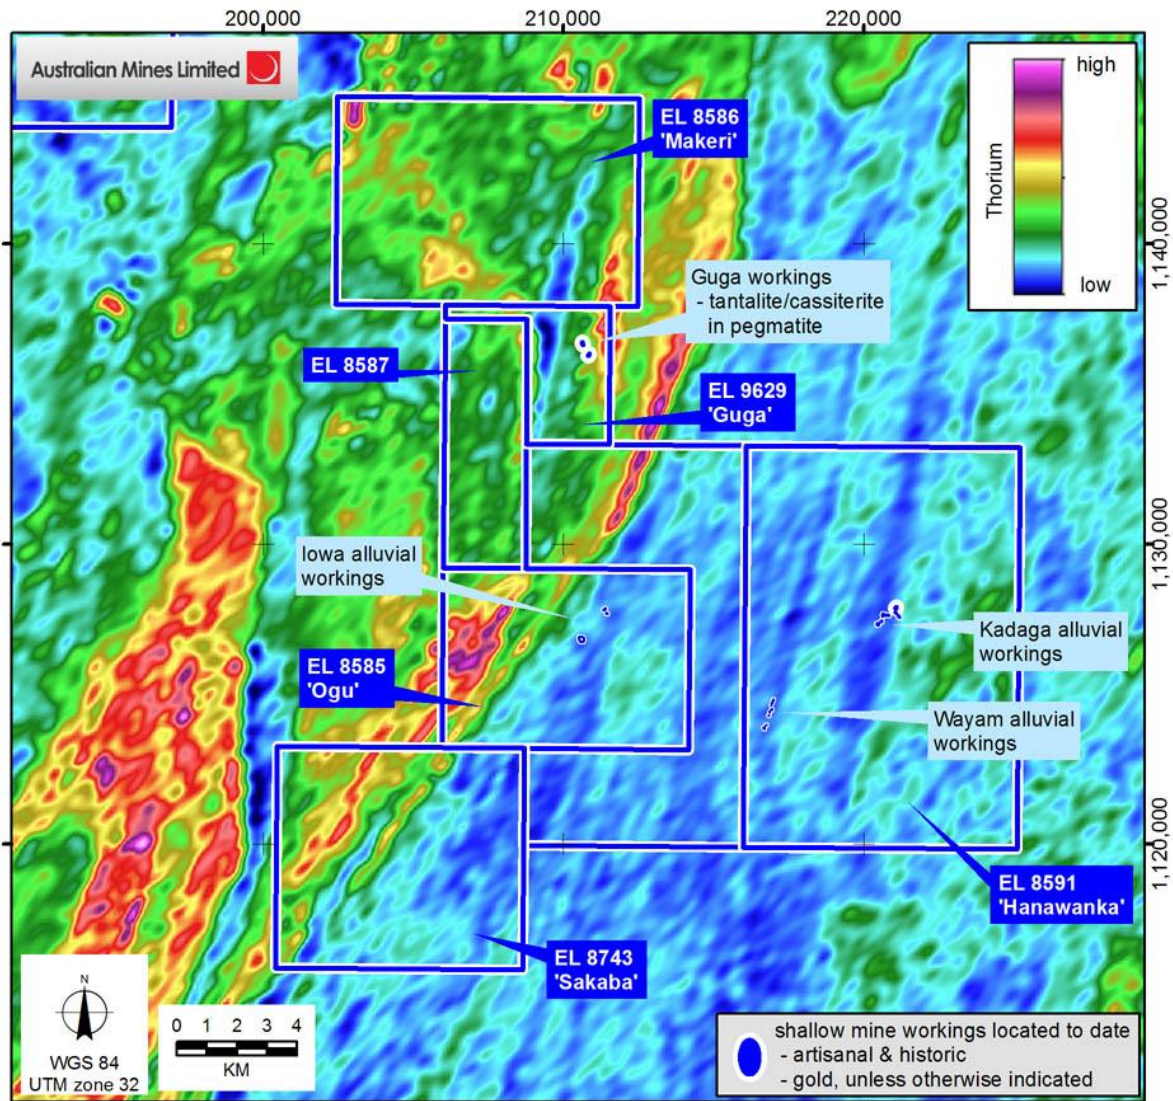 200,000
210,000
220,000
Australian Mines Limited
high
Thorium
low
EL 8586
'Makeri'
1,140,000
Guga workings
- tantalite/cassiterite
in pegmatite
EL 8587
EL 9629
'Guga'
1,130,000
Iowa alluvial
workings
Kadaga alluvial
workings
EL 8585
'Ogu'
Wayam alluvial
workings
1,120,000
EL 8591
'Hanawanka'
EL 8743
'Sakaba'
N
WGS 84
UTM zone 32
0 1 2 3 4
KM
shallow mine workings located to date
- artisanal & historic
- gold, unless otherwise indicated